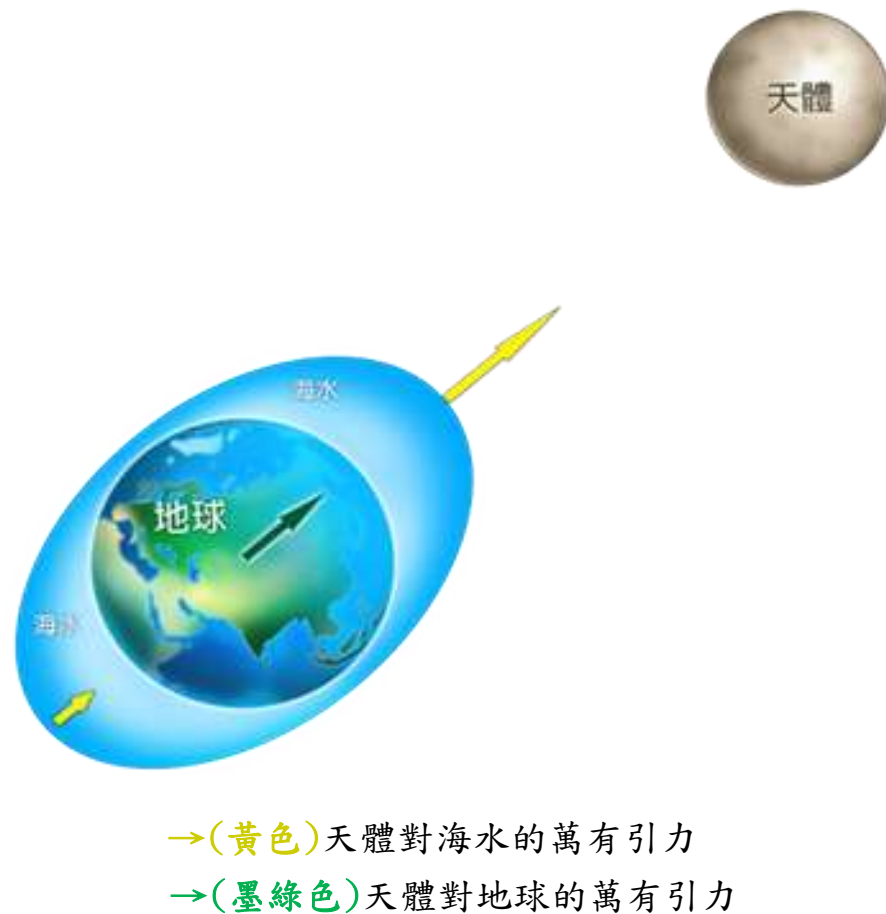 天體
海水
地球
海水
→(黃色)天體對海水的萬有引力
→(墨綠色)天體對地球的萬有引力